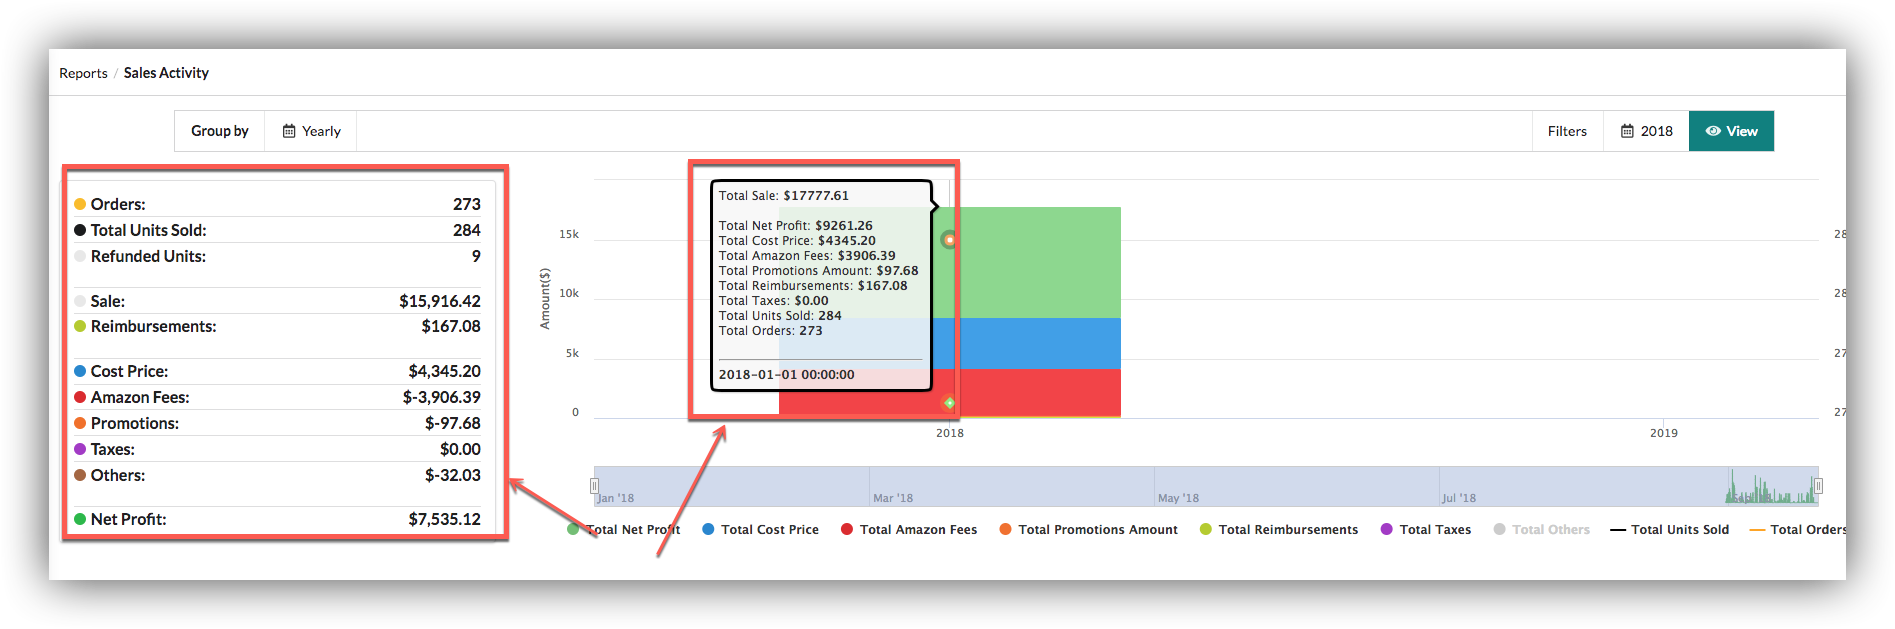 Reports / Sales Activity
Group by Yearly Filters 2018 View
Orders: 273
Total Units Sold: 284
Refunded Units: 9
Sale: $15,916.42
Reimbursements: $167.08
Cost Price: $4,345.20
Amazon Fees: $-3,906.39
Promotions: $-97.68
Taxes: $0.00
Others: $-32.03
Net Profit: $7,535.12
Amount($)
15k
10k
5k
0
Total Sale: $17777.61
Total Net Profit: $9261.26
Total Cost Price: $4345.20
Total Amazon Fees: $3906.39
Total Promotions Amount: $97.68
Total Reimbursements: $167.08
Total Taxes: $0.00
Total Units Sold: 284
Total Orders: 273
2018-01-01 00:00:00
28
28
27
27
2018 2019
Jan '18 Mar '18 May '18 Jul '18
Total Net Profit Total Cost Price Total Amazon Fees Total Promotions Amount Total Reimbursements Total Taxes Total Others Total Units Sold Total Orders